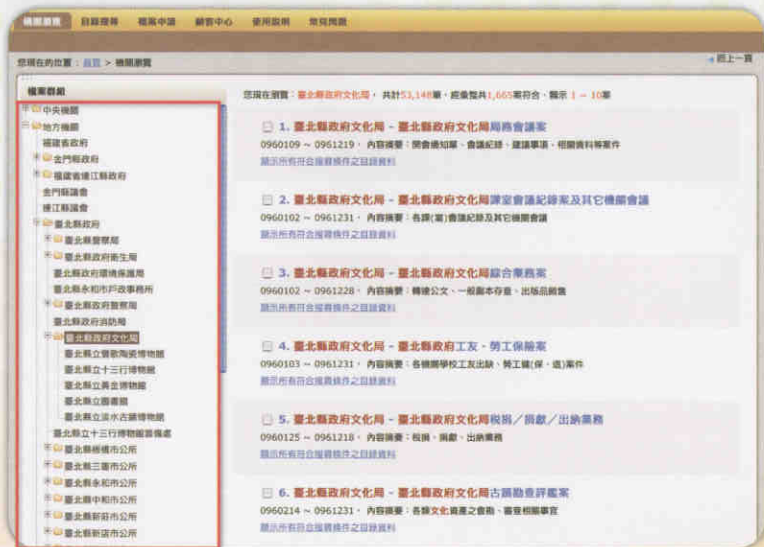 機關瀏覽 目錄搜尋 檔案申請 顧客中心 使用說明 常見問題
您現在的位置：首頁 > 機關瀏覽
回上一頁
檔案群組
中央機關
地方機關
福建省政府
金門縣政府
福建省連江縣政府
金門縣議會
連江縣議會
臺北縣政府
臺北縣警察局
臺北縣政府衛生局
臺北縣政府環境保護局
臺北縣永和市戶政事務所
臺北縣政府警察局
臺北縣政府消防局
臺北縣政府文化局
臺北縣立鶯歌陶瓷博物館
臺北縣立十三行博物館
臺北縣立黃金博物館
臺北縣立圖書館
臺北縣立淡水古蹟博物館
臺北縣立十三行博物館籌備處
臺北縣板橋市公所
臺北縣三重市公所
臺北縣永和市公所
臺北縣中和市公所
臺北縣新莊市公所
臺北縣新店市公所
您現在瀏覽：臺北縣政府文化局， 共計53,148筆，經彙整共1,665案符合，顯示 1 ~ 10案
1. 臺北縣政府文化局 - 臺北縣政府文化局局務會議案
0960109 ~ 0961219， 內容摘要：開會通知單、會議紀錄、建議事項、相關資料等案件
顯示所有符合搜尋條件之目錄資料
2. 臺北縣政府文化局 - 臺北縣政府文化局課室會議紀錄案及其它機關會議
0960102 ~ 0961231， 內容摘要：各課(室)會議紀錄及其它機關會議
顯示所有符合搜尋條件之目錄資料
3. 臺北縣政府文化局 - 臺北縣政府文化局綜合業務案
0960102 ~ 0961228， 內容摘要：轉達公文、一般副本存查、出版品銷售
顯示所有符合搜尋條件之目錄資料
4. 臺北縣政府文化局 - 臺北縣政府工友、勞工保險案
0960103 ~ 0961231， 內容摘要：各機關學校工友出缺、勞工健(保、退)案件
顯示所有符合搜尋條件之目錄資料
5. 臺北縣政府文化局 - 臺北縣政府文化局稅捐／捐獻／出納業務
0960125 ~ 0961218， 內容摘要：稅捐、捐獻、出納業務
顯示所有符合搜尋條件之目錄資料
6. 臺北縣政府文化局 - 臺北縣政府文化局古蹟勘查評鑑案
0960214 ~ 0961231， 內容摘要：各類文化資產之會勘、審查相關事宜
顯示所有符合搜尋條件之目錄資料